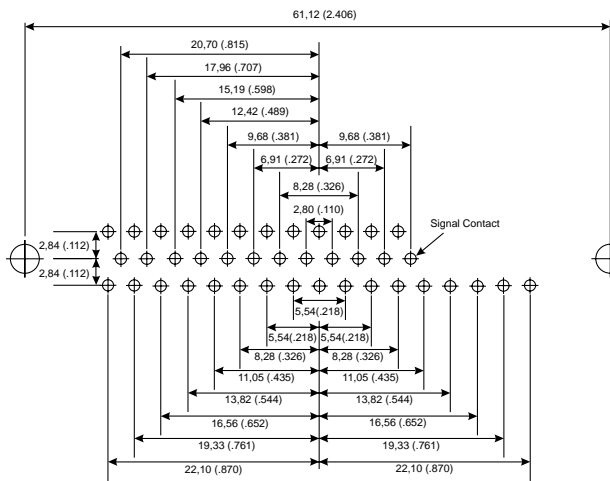 61,12 (2.406)
20,70 (.815)
17,96 (.707)
15,19 (.598)
12,42 (.489)
9,68 (.381) 9,68 (.381)
6,91 (.272) 6,91 (.272)
8,28 (.326)
2,80 (.110)
Signal Contact
2,84 (.112)
2,84 (.112)
5,54(.218)
5,54(.218) 5,54(.218)
8,28 (.326) 8,28 (.326)
11,05 (.435) 11,05 (.435)
13,82 (.544) 13,82 (.544)
16,56 (.652) 16,56 (.652)
19,33 (.761) 19,33 (.761)
22,10 (.870) 22,10 (.870)